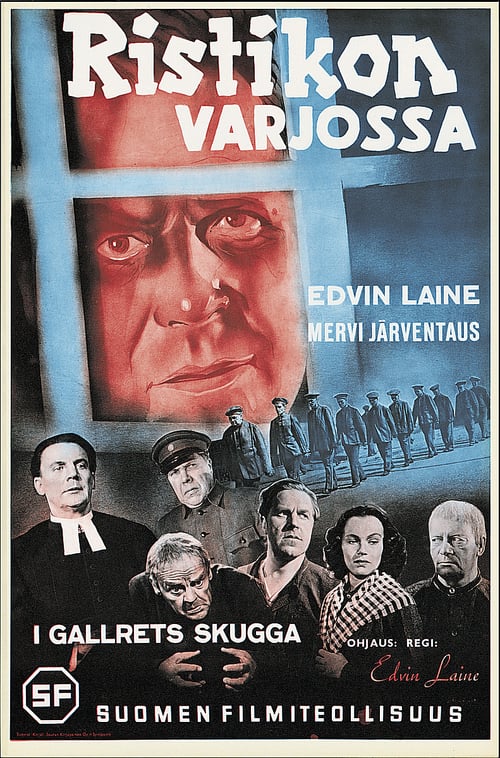 Ristikon
VARJOSSA
EDVIN LAINE
MERVI JÄRVENTAUS
I GALLRETS SKUGGA
OHJAUS: REGI:
Edvin Laine
SF
SUOMEN FILMITEOLLISUUS